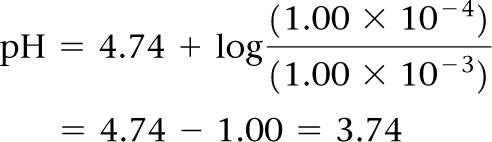 pH = 4.74 + log (1.00 × 10⁻⁴) / (1.00 × 10⁻³)
= 4.74 − 1.00 = 3.74